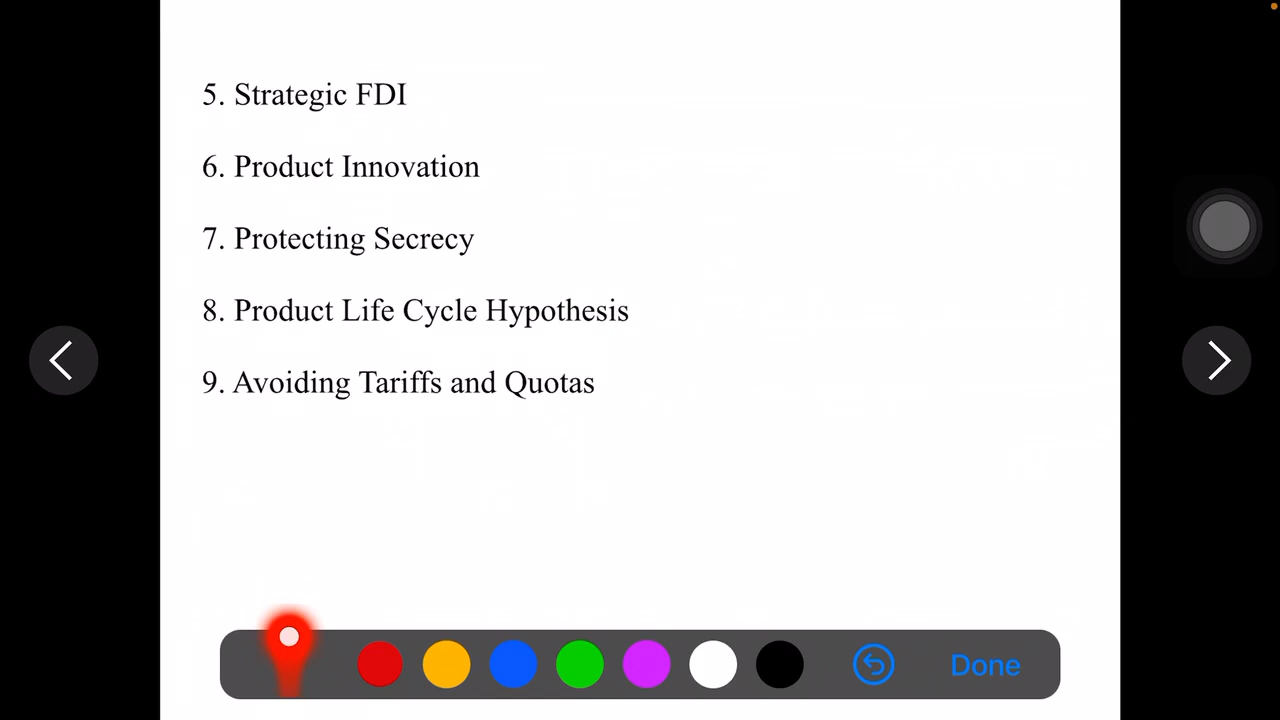 5. Strategic FDI
6. Product Innovation
7. Protecting Secrecy
8. Product Life Cycle Hypothesis
9. Avoiding Tariffs and Quotas
Done